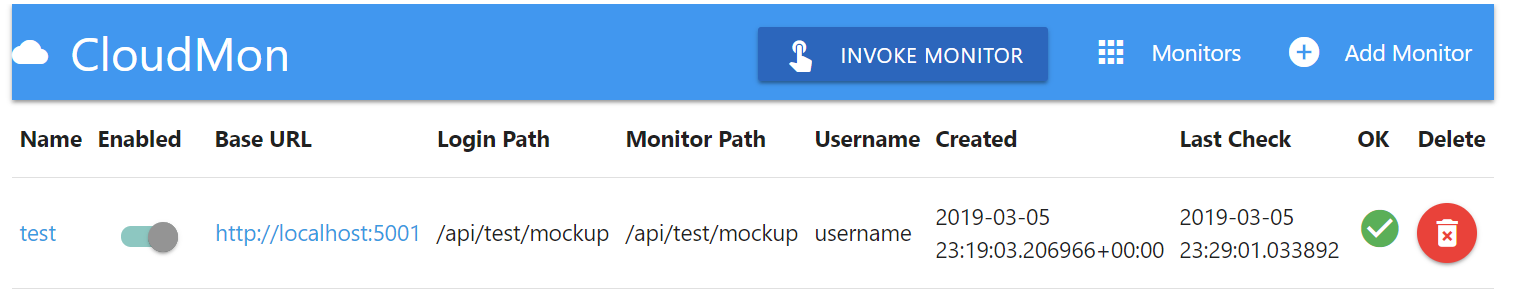 CloudMon INVOKE MONITOR Monitors Add Monitor
Name Enabled Base URL Login Path Monitor Path Username Created Last Check OK Delete
test http://localhost:5001 /api/test/mockup /api/test/mockup username 2019-03-05 23:19:03.206966+00:00 2019-03-05 23:29:01.033892